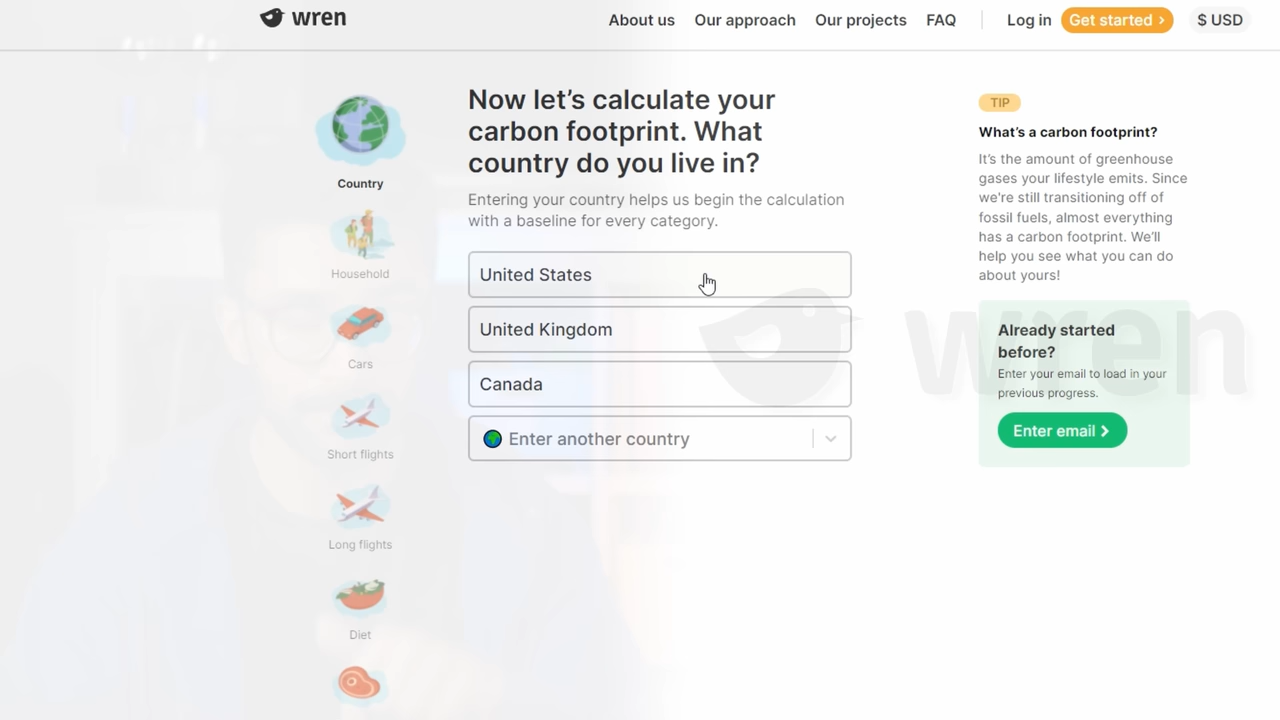 wren
About us
Our approach
Our projects
FAQ
Log in
Get started
$ USD
Country
Household
Cars
Short flights
Long flights
Diet
Now let's calculate your
carbon footprint. What
country do you live in?
Entering your country helps us begin the calculation
with a baseline for every category.
United States
United Kingdom
Canada
Enter another country
TIP
What's a carbon footprint?
It's the amount of greenhouse
gases your lifestyle emits. Since
we're still transitioning off of
fossil fuels, almost everything
has a carbon footprint. We'll
help you see what you can do
about yours!
Already started
before?
Enter your email to load in your
previous progress.
Enter email
wren